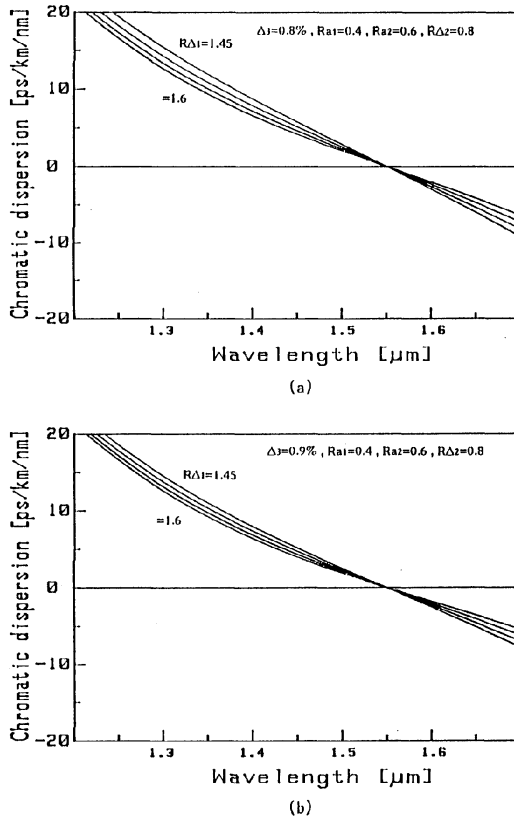 Δ3=0.8% , Ra1=0.4 , Ra2=0.6 , RΔ2=0.8
RΔ1=1.45
=1.6
Chromatic dispersion [ps/km/nm]
20
10
0
-10
-20
1.3
1.4
1.5
1.6
Wavelength [μm]
(a)
Δ3=0.9% , Ra1=0.4 , Ra2=0.6 , RΔ2=0.8
RΔ1=1.45
=1.6
Chromatic dispersion [ps/km/nm]
20
10
0
-10
-20
1.3
1.4
1.5
1.6
Wavelength [μm]
(b)